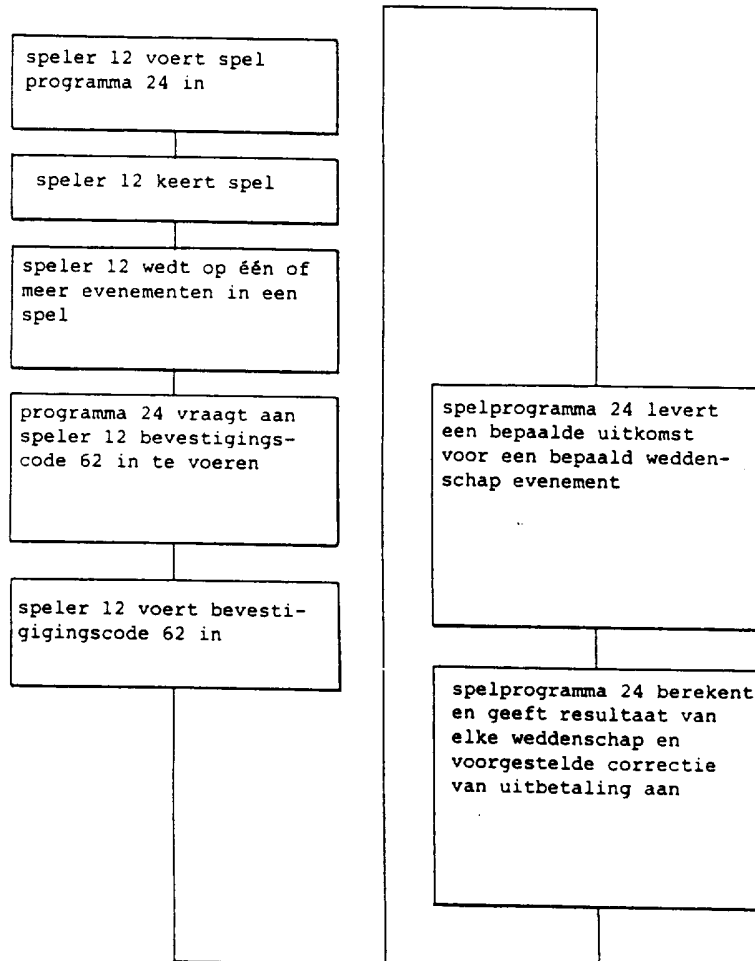 speler 12 voert spel
programma 24 in
speler 12 keert spel
speler 12 wedt op één of
meer evenementen in een
spel
programma 24 vraagt aan
speler 12 bevestigings-
code 62 in te voeren
speler 12 voert bevesti-
gigingscode 62 in
spelprogramma 24 levert
een bepaalde uitkomst
voor een bepaald wedden-
schap evenement
spelprogramma 24 berekent
en geeft resultaat van
elke weddenschap en
voorgestelde correctie
van uitbetaling aan